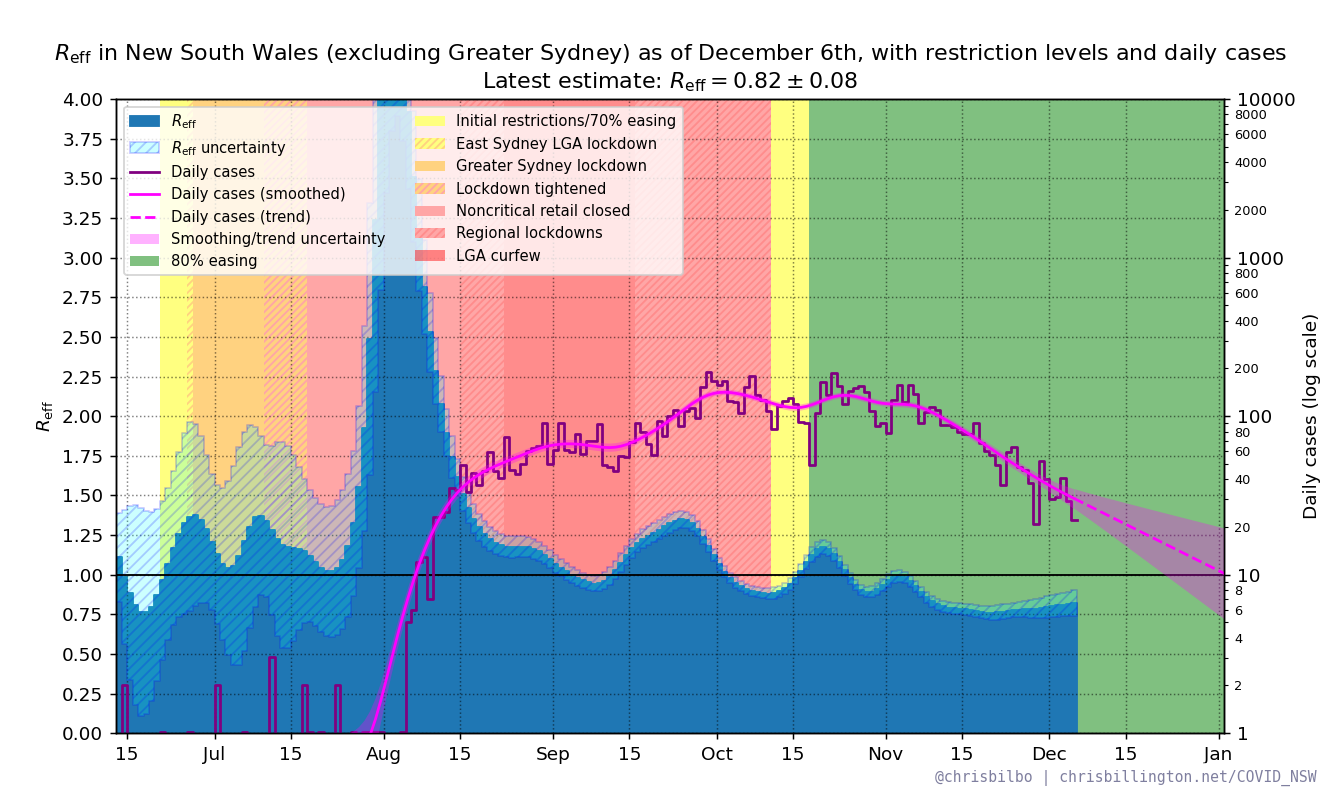 Reff in New South Wales (excluding Greater Sydney) as of December 6th, with restriction levels and daily cases
Latest estimate: Reff = 0.82 ± 0.08
Reff
Reff uncertainty
Daily cases
Daily cases (smoothed)
Daily cases (trend)
Smoothing/trend uncertainty
80% easing
Initial restrictions/70% easing
East Sydney LGA lockdown
Greater Sydney lockdown
Lockdown tightened
Noncritical retail closed
Regional lockdowns
LGA curfew
Reff
4.00
3.75
3.50
3.25
3.00
2.75
2.50
2.25
2.00
1.75
1.50
1.25
1.00
0.75
0.50
0.25
0.00
10000
8000
6000
4000
2000
1000
800
600
400
200
100
80
60
40
20
10
8
6
4
2
1
Daily cases (log scale)
15 Jul 15 Aug 15 Sep 15 Oct 15 Nov 15 Dec 15 Jan
@chrisbilbo | chrisbillington.net/COVID_NSW